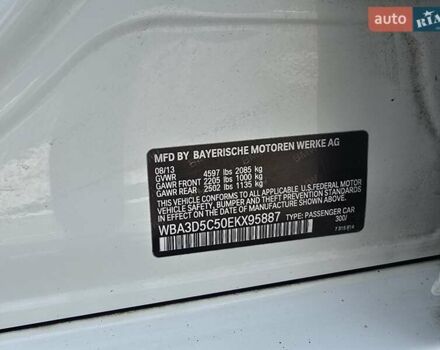 auto RIA
MFD BY BAYERISCHE MOTOREN WERKE AG
08/13
GVWR 4597 lbs 2085 kg
GAWR FRONT 2205 lbs 1000 kg
GAWR REAR 2502 lbs 1135 kg
THIS VEHICLE CONFORMS TO ALL APPLICABLE U.S.FEDERAL MOTOR
VEHICLE SAFETY, BUMPER, AND THEFT PREVENTION STANDARDS IN
EFFECT ON THE DATE OF MANUFACTURE SHOWN ABOVE.
WBA3D5C50EKX95887 TYPE: PASSENGER CAR
300/